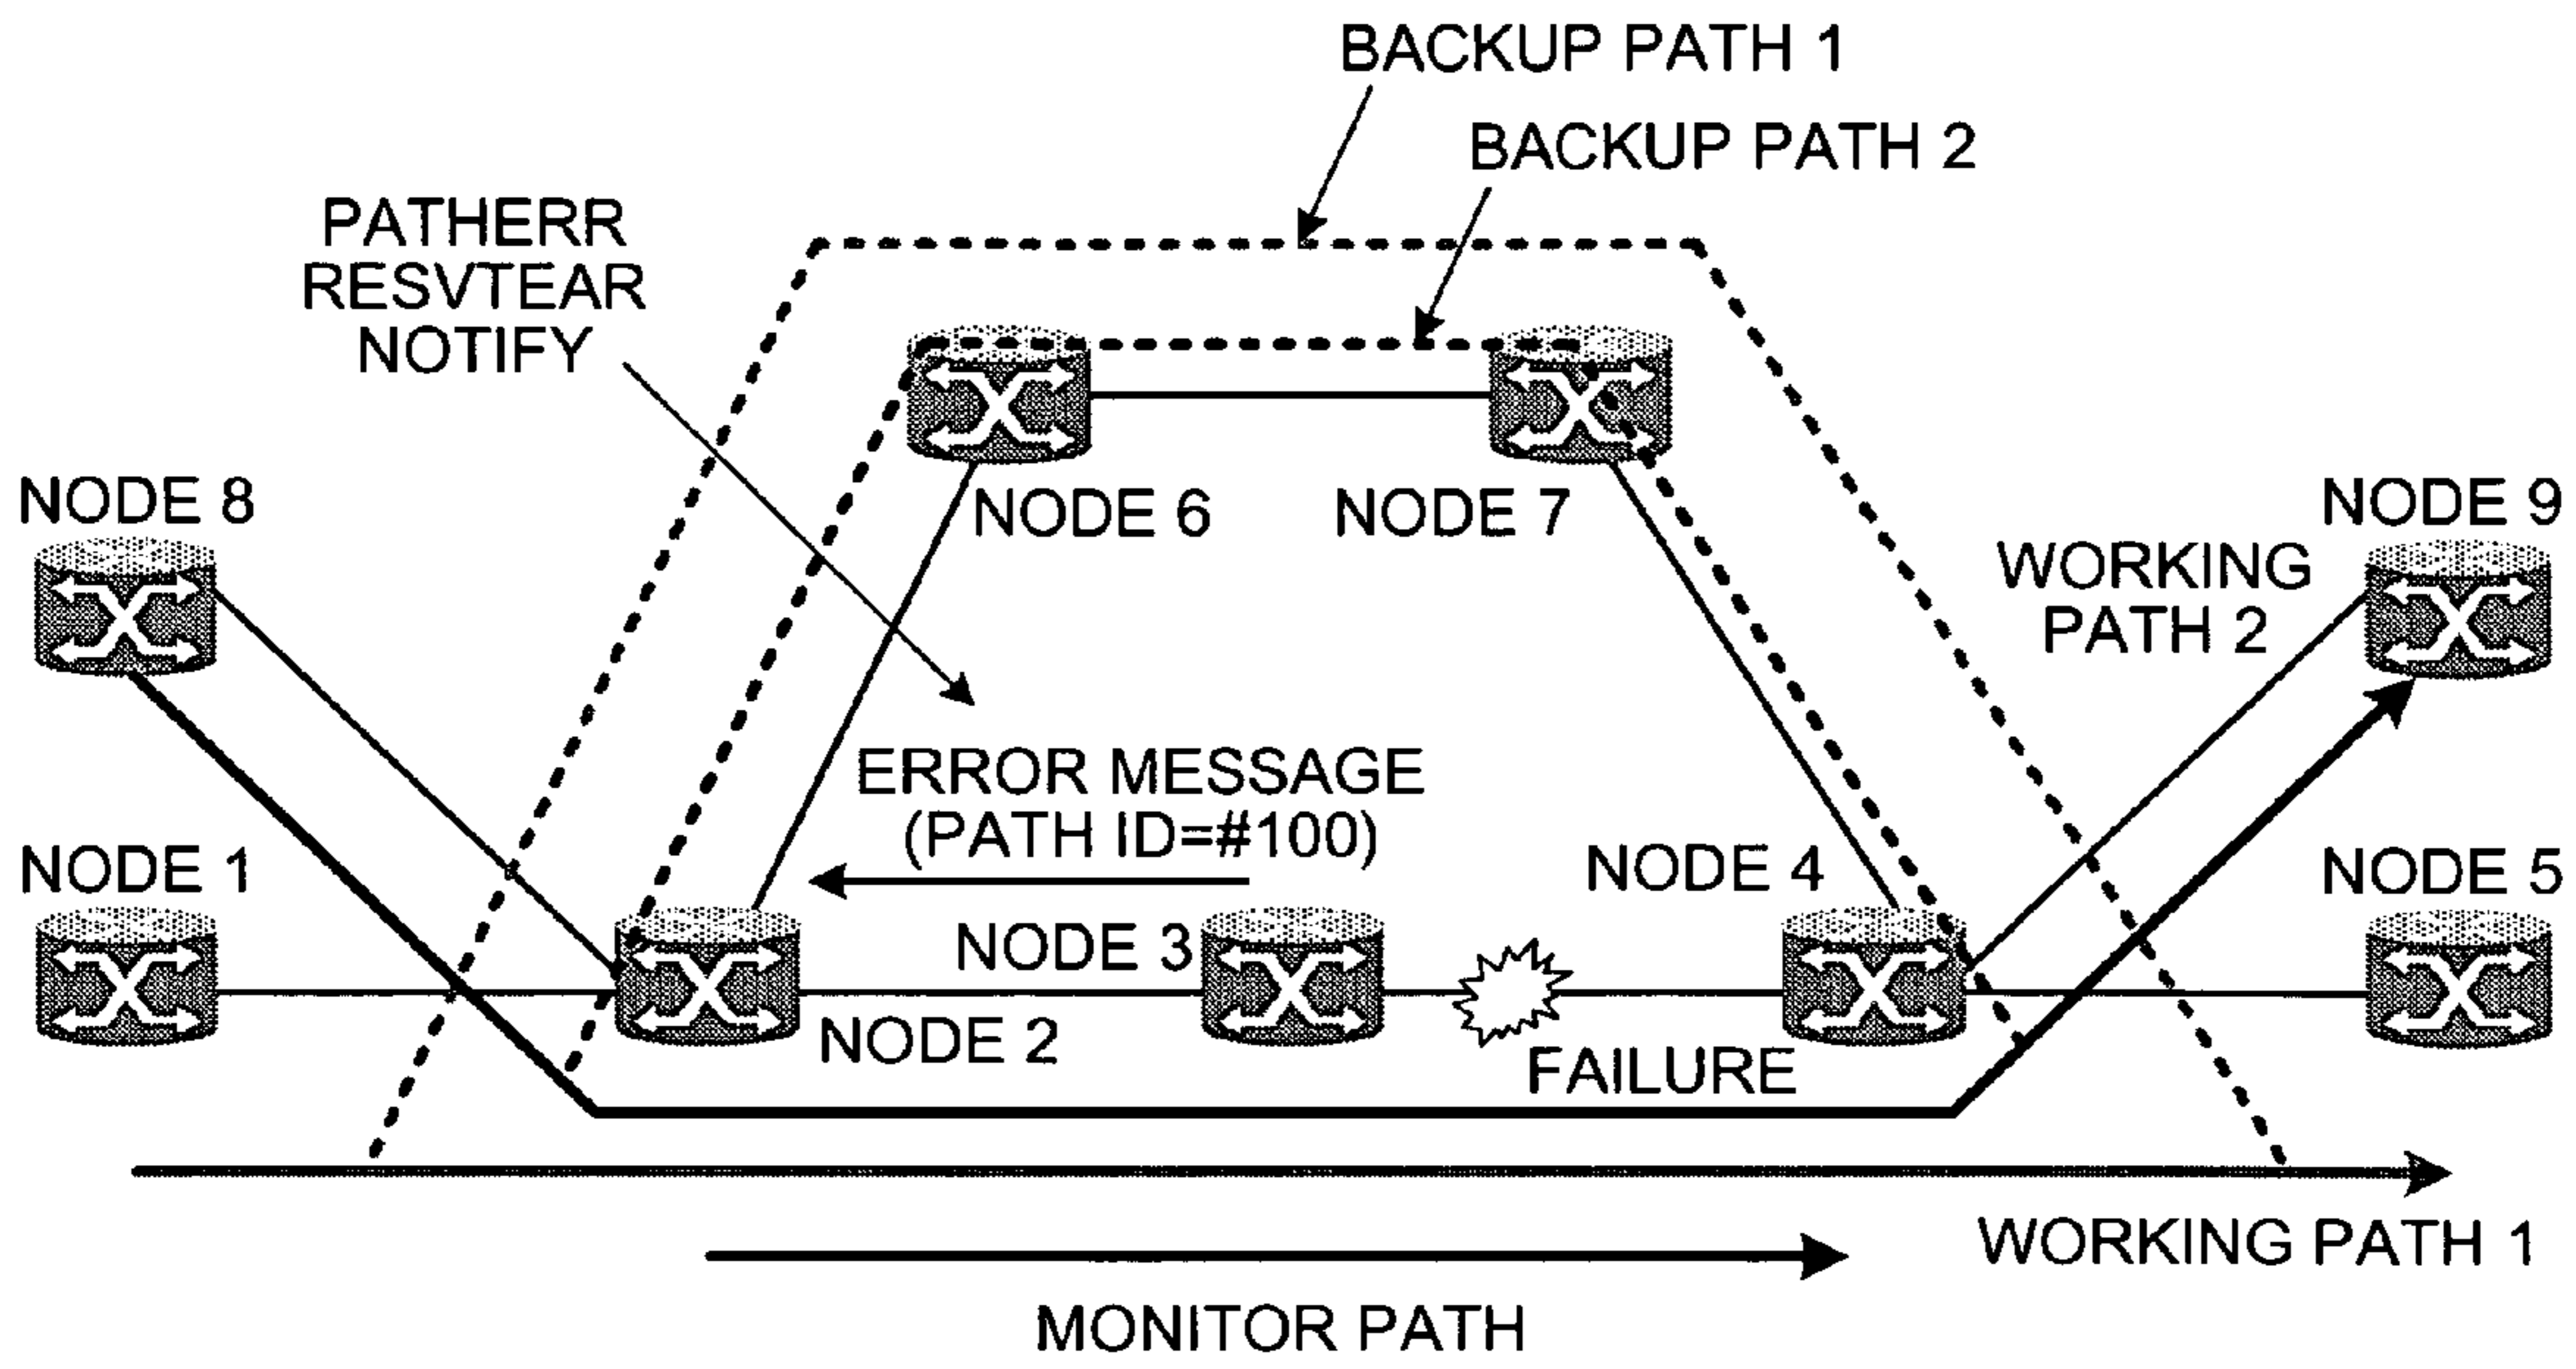 BACKUP PATH 1
BACKUP PATH 2
PATHERR
RESVTEAR
NOTIFY
NODE 8
NODE 6
NODE 7
NODE 9
WORKING
PATH 2
ERROR MESSAGE
(PATH ID=#100)
NODE 1
NODE 4
NODE 5
NODE 3
NODE 2
FAILURE
WORKING PATH 1
MONITOR PATH